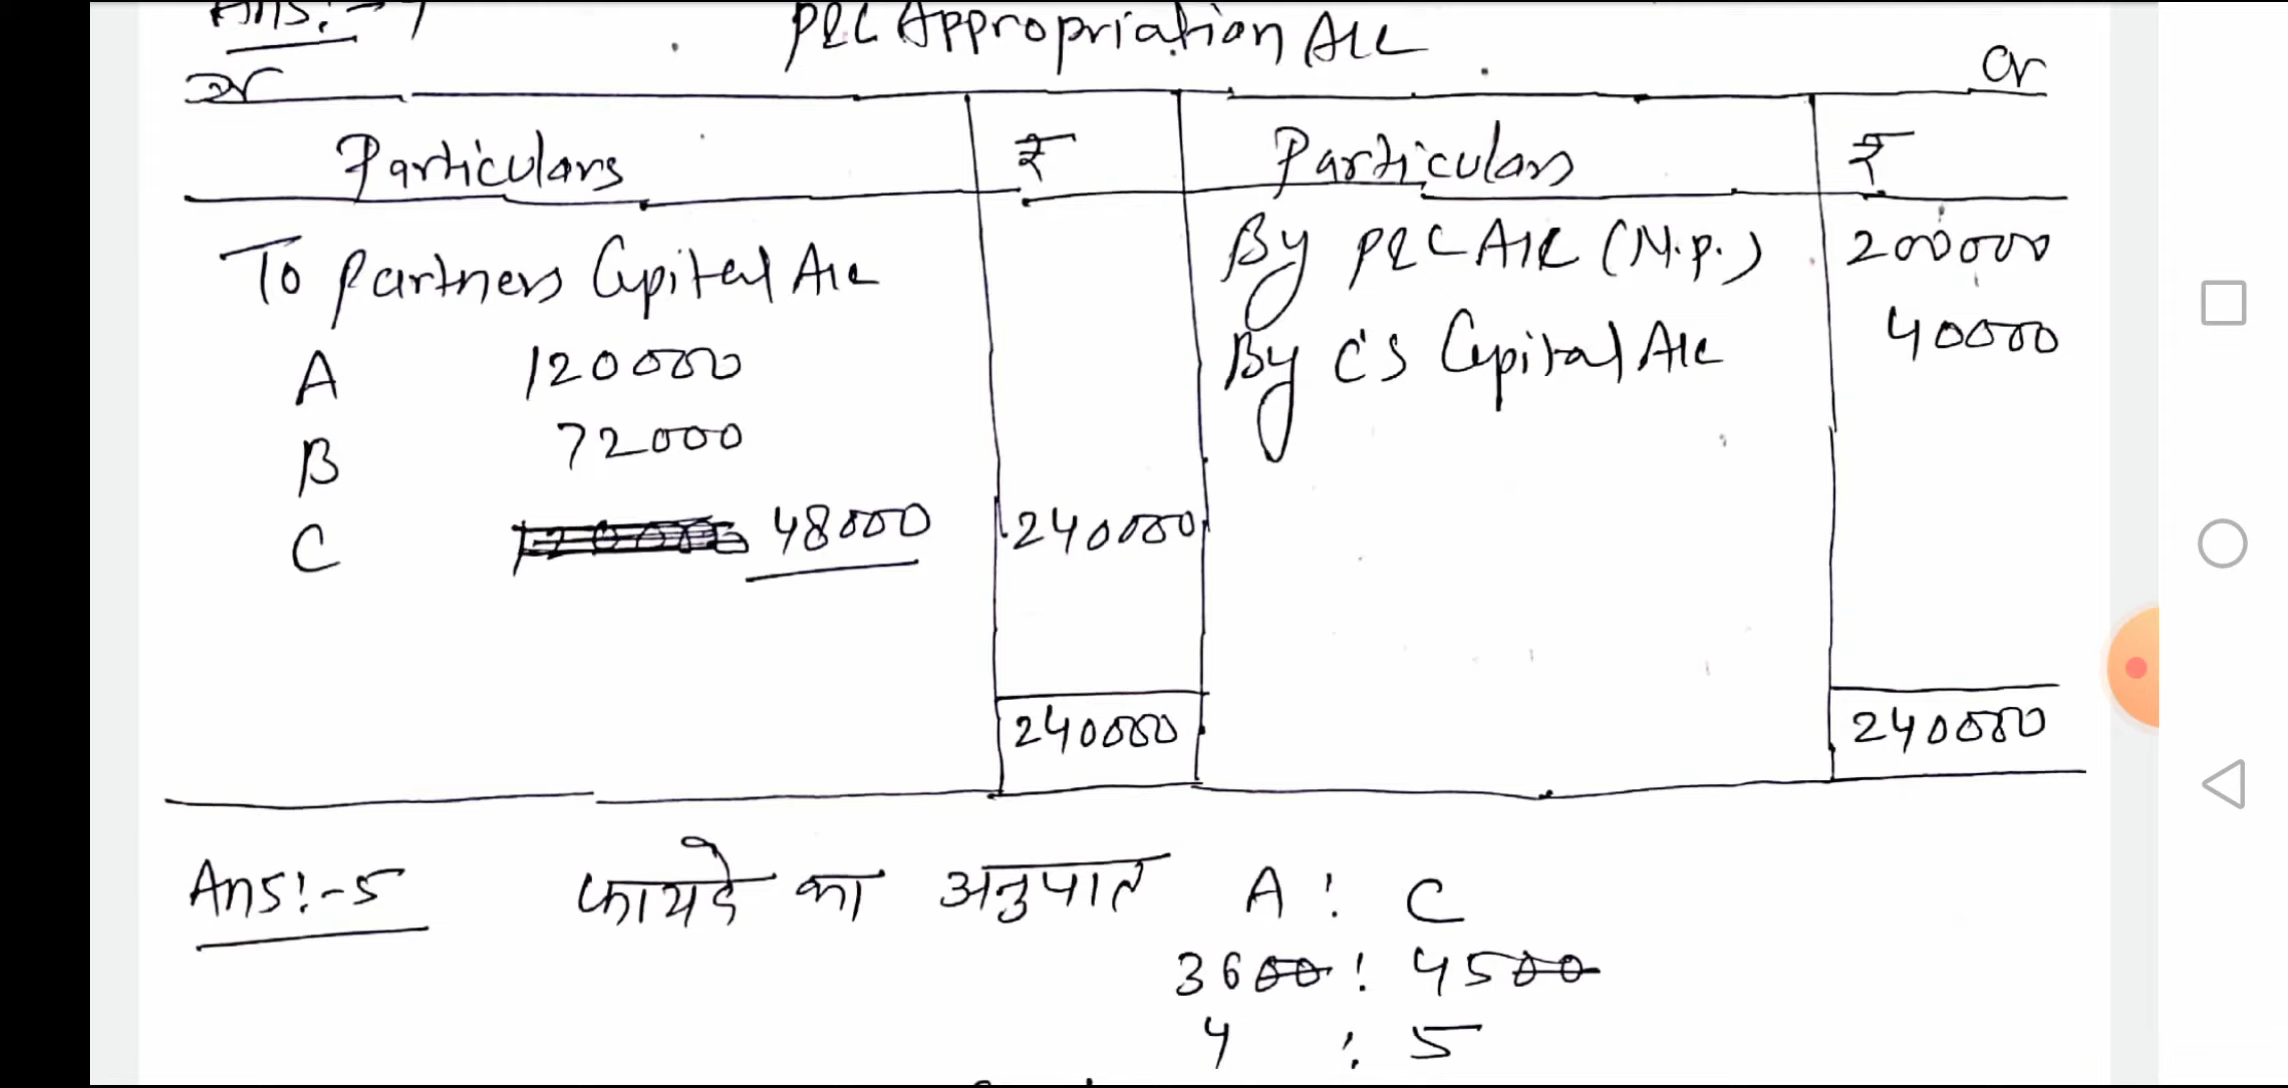 P&L Appropriation A/c
Dr Cr
Particulars ₹ Particulars ₹
To Partners Capital A/c By P&L A/c (N.P.) 200000
A 120000 By C's Capital A/c 40000
B 72000
C 48000 240000
240000 240000
Ans:-5 फायदे का अनुपात A : C
3600 : 4500
4 : 5